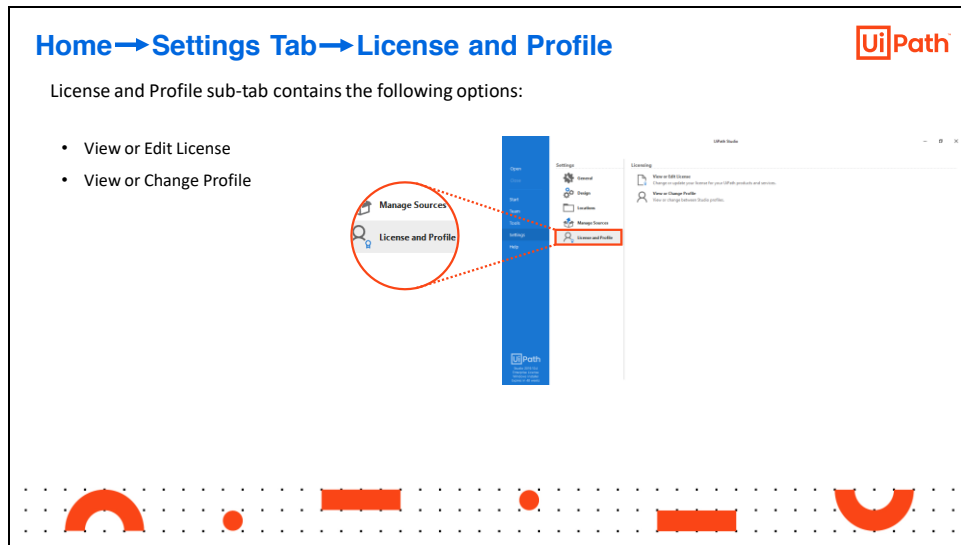 Home→Settings Tab→License and Profile
UiPath
License and Profile sub-tab contains the following options:
• View or Edit License
• View or Change Profile
Manage Sources
License and Profile
UiPath Studio
Open
Close
Start
Team
Tools
Settings
Help
Settings
General
Design
Locations
Manage Sources
License and Profile
Licensing
View or Edit License
Change or update your license for your UiPath products and services.
View or Change Profile
View or change between Studio profiles.
UiPath